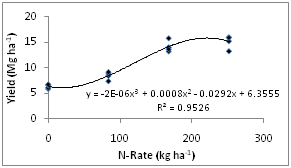 20
15
10
5
0
Yield (Mg ha⁻¹)
y = -2E-06x³ + 0.0008x² - 0.0292x + 6.3555
R² = 0.9526
0 100 200 300
N-Rate (kg ha⁻¹)